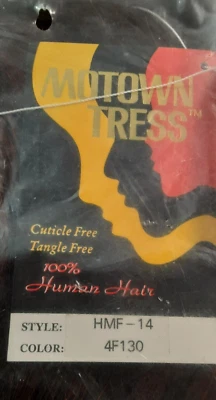 MOTOWN
TRESS™
Cuticle Free
Tangle Free
100%
Human Hair
STYLE: HMF-14
COLOR: 4F130